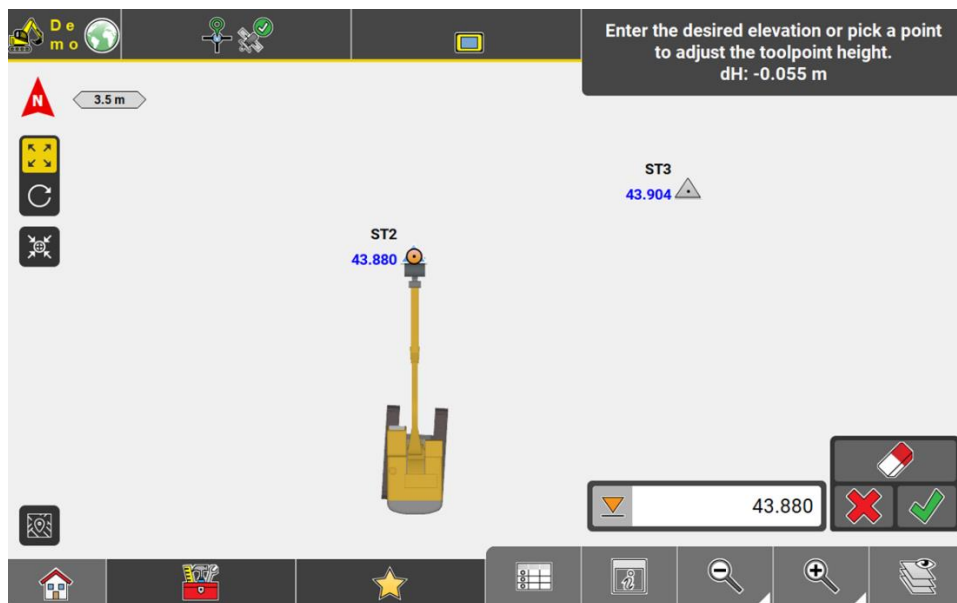 De
mo
Enter the desired elevation or pick a point
to adjust the toolpoint height.
dH: -0.055 m
N
3.5 m
ST3
43.904
ST2
43.880
43.880